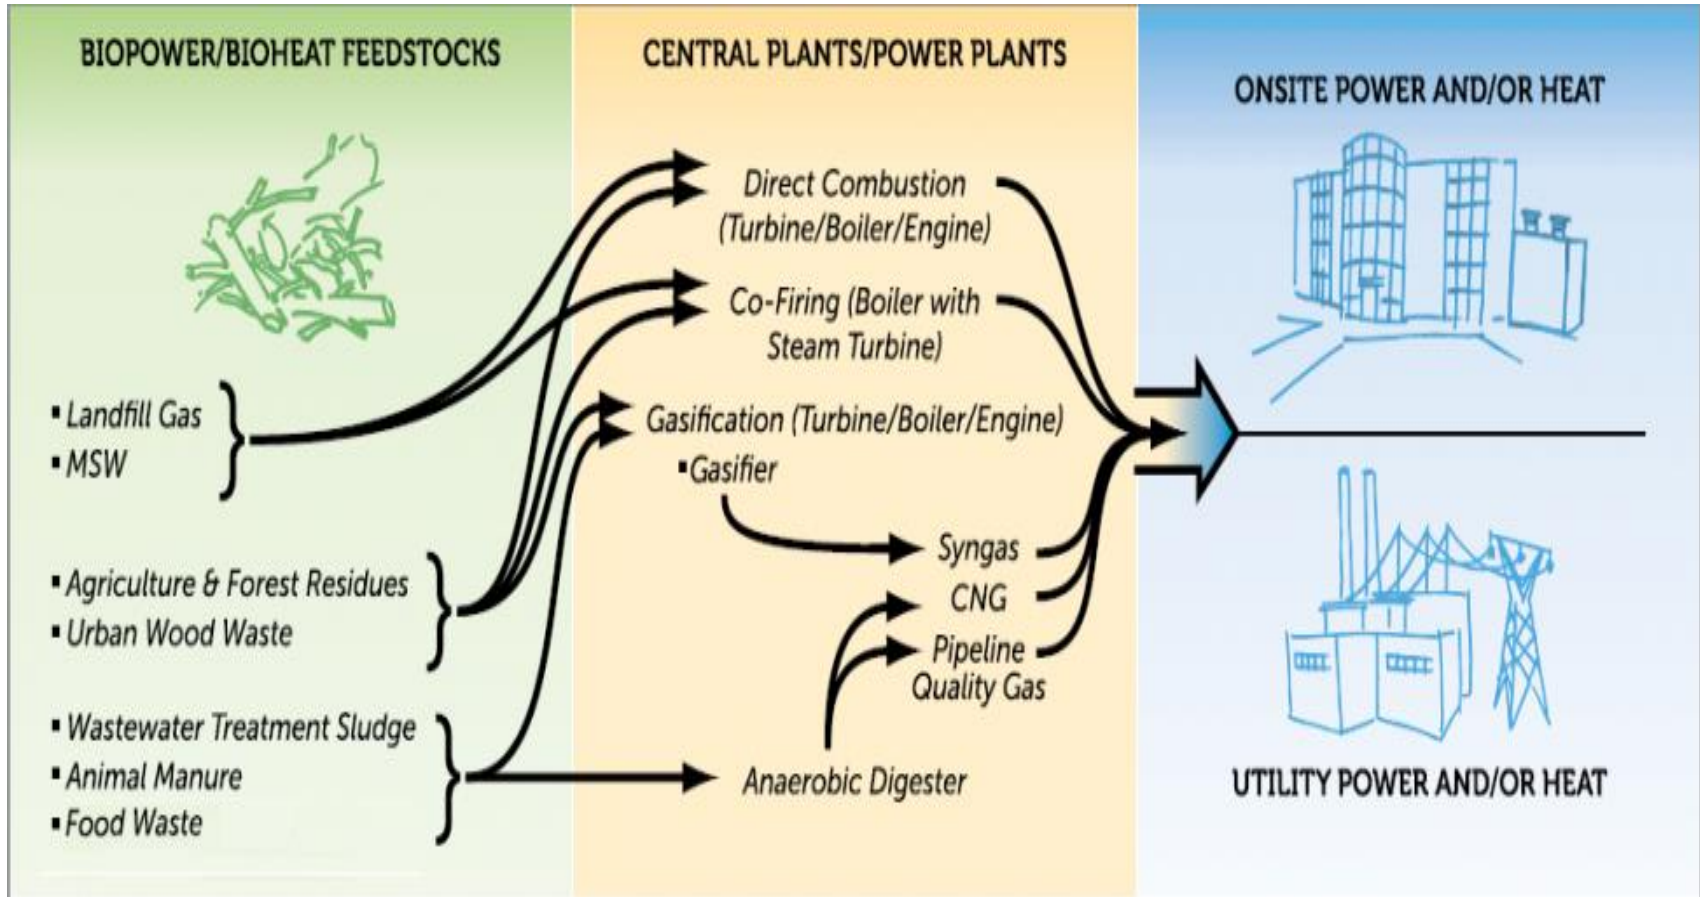 BIOPOWER/BIOHEAT FEEDSTOCKS
▪ Landfill Gas
▪ MSW
▪ Agriculture & Forest Residues
▪ Urban Wood Waste
▪ Wastewater Treatment Sludge
▪ Animal Manure
▪ Food Waste
CENTRAL PLANTS/POWER PLANTS
Direct Combustion
(Turbine/Boiler/Engine)
Co-Firing (Boiler with
Steam Turbine)
Gasification (Turbine/Boiler/Engine)
▪ Gasifier
Syngas
CNG
Pipeline
Quality Gas
Anaerobic Digester
ONSITE POWER AND/OR HEAT
UTILITY POWER AND/OR HEAT